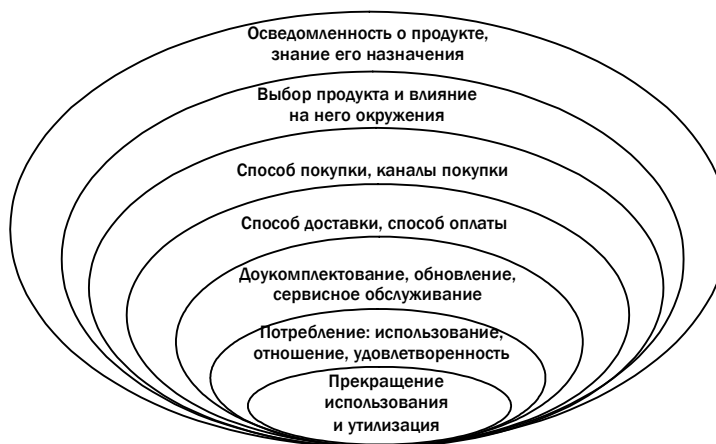 Осведомленность о продукте,
знание его назначения
Выбор продукта и влияние
на него окружения
Способ покупки, каналы покупки
Способ доставки, способ оплаты
Доукомплектование, обновление,
сервисное обслуживание
Потребление: использование,
отношение, удовлетворенность
Прекращение
использования
и утилизация